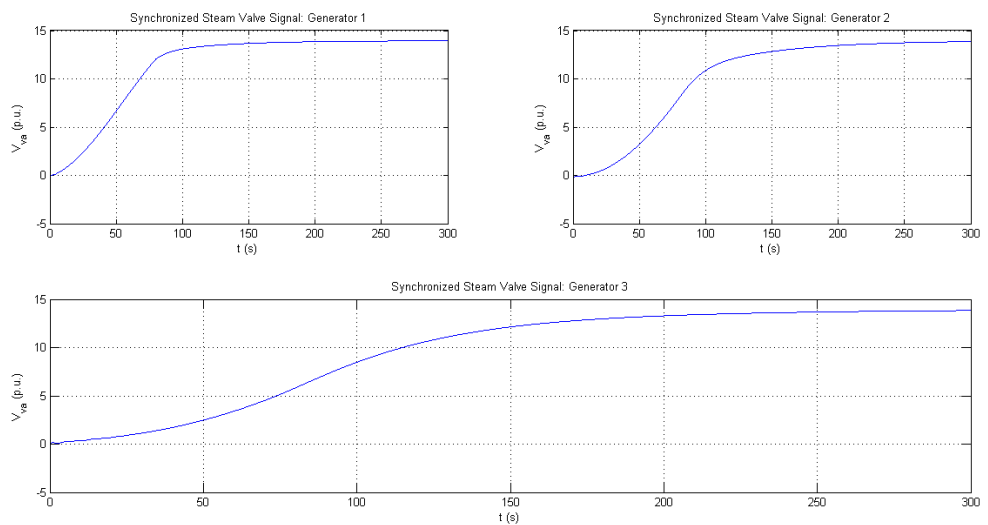 Synchronized Steam Valve Signal: Generator 1
15
10
5
0
-5
V_va (p.u.)
0 50 100 150 200 250 300
t (s)
Synchronized Steam Valve Signal: Generator 2
15
10
5
0
-5
V_va (p.u.)
0 50 100 150 200 250 300
t (s)
Synchronized Steam Valve Signal: Generator 3
15
10
5
0
-5
V_va (p.u.)
0 50 100 150 200 250 300
t (s)